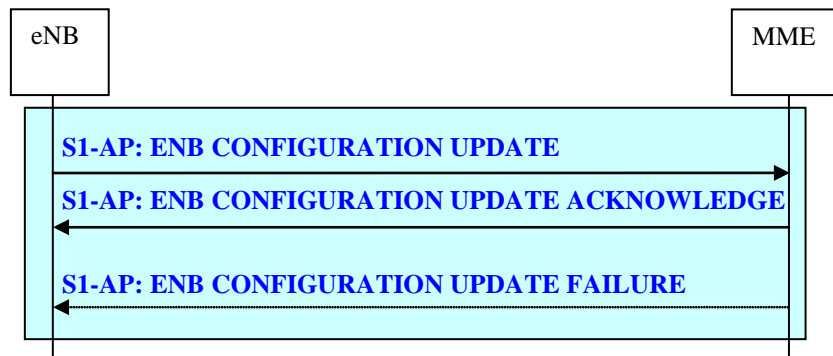 eNB
MME
S1-AP: ENB CONFIGURATION UPDATE
S1-AP: ENB CONFIGURATION UPDATE ACKNOWLEDGE
S1-AP: ENB CONFIGURATION UPDATE FAILURE